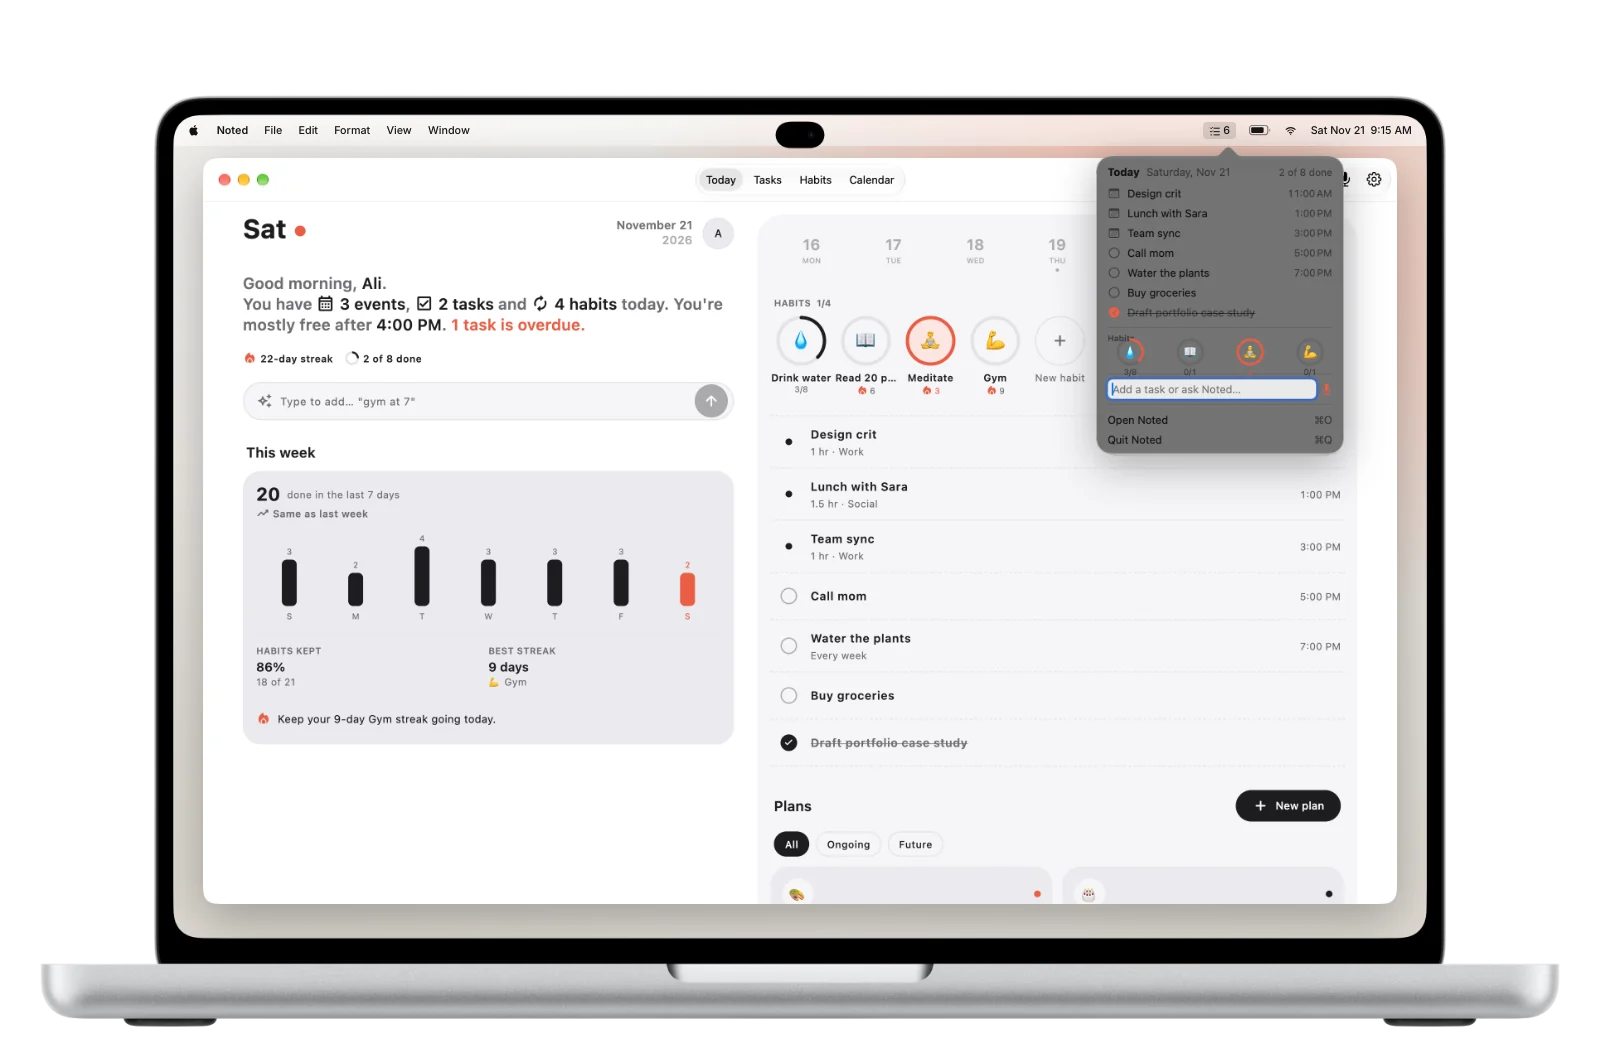 Noted File Edit Format View Window
6 Sat Nov 21 9:15 AM
Today Tasks Habits Calendar
Sat
November 21
2026
A
Good morning, Ali.
You have 3 events, 2 tasks and 4 habits today. You're
mostly free after 4:00 PM. 1 task is overdue.
22-day streak 2 of 8 done
Type to add... "gym at 7"
This week
20 done in the last 7 days
Same as last week
3 2 4 3 3 3 2
S M T W T F S
HABITS KEPT
86%
18 of 21
BEST STREAK
9 days
Gym
Keep your 9-day Gym streak going today.
16 17 18 19
MON TUE WED THU
HABITS 1/4
Drink water Read 20 p... Meditate Gym New habit
3/8 6 3 9
Design crit
1 hr · Work
Lunch with Sara
1.5 hr · Social
1:00 PM
Team sync
1 hr · Work
3:00 PM
Call mom
5:00 PM
Water the plants
Every week
7:00 PM
Buy groceries
Draft portfolio case study
Plans
New plan
All Ongoing Future
Today Saturday, Nov 21 2 of 8 done
Design crit 11:00 AM
Lunch with Sara 1:00 PM
Team sync 3:00 PM
Call mom 5:00 PM
Water the plants 7:00 PM
Buy groceries
Draft portfolio case study
Habits
3/8 0/1 0/1
Add a task or ask Noted...
Open Noted ⌘O
Quit Noted ⌘Q